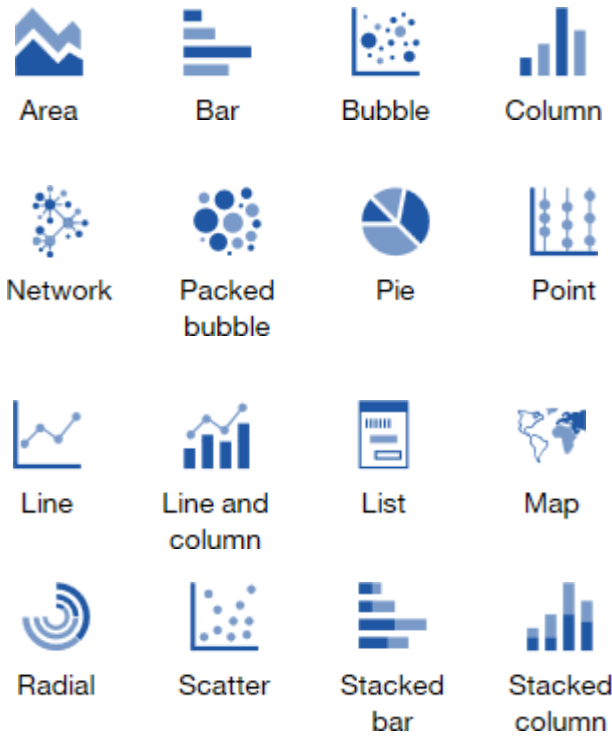 Area
Bar
Bubble
Column
Network
Packed
bubble
Pie
Point
Line
Line and
column
List
Map
Radial
Scatter
Stacked
bar
Stacked
column